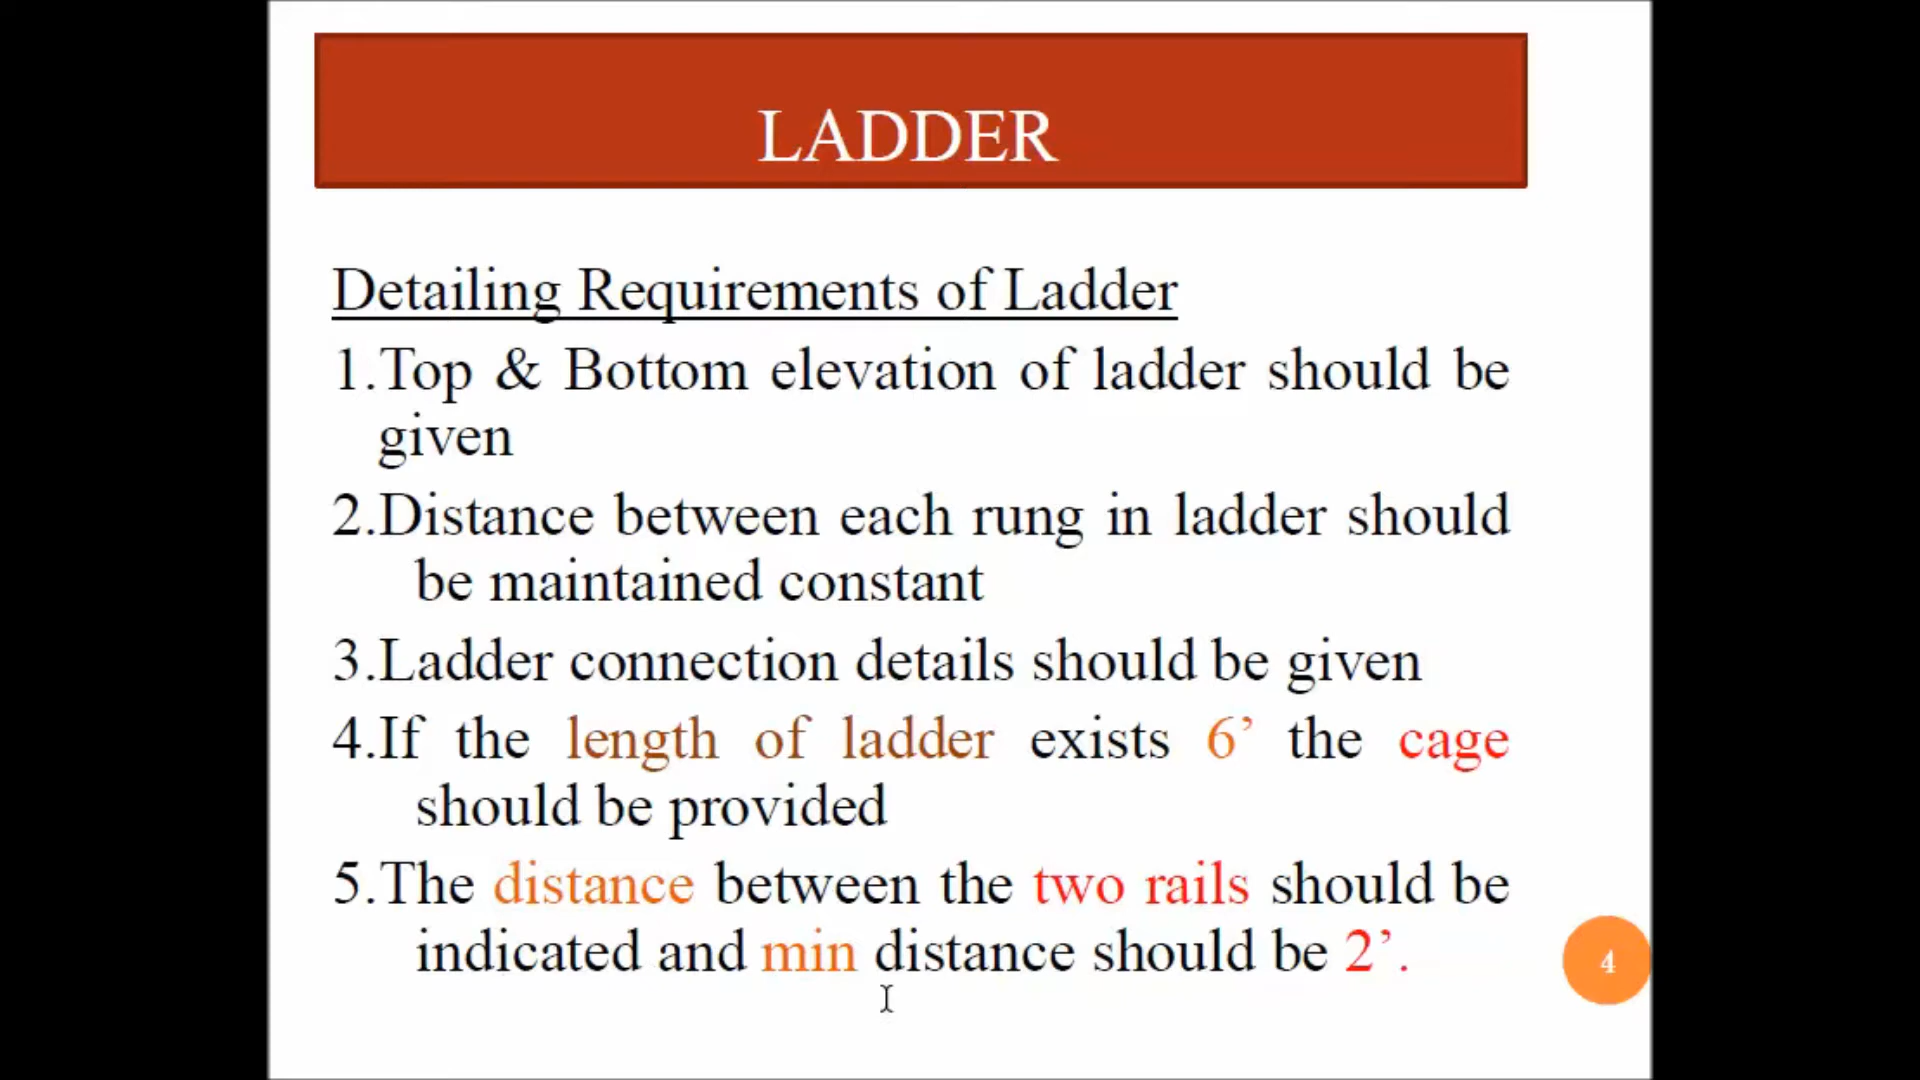 LADDER
Detailing Requirements of Ladder
1.Top & Bottom elevation of ladder should be
given
2.Distance between each rung in ladder should
be maintained constant
3.Ladder connection details should be given
4.If the length of ladder exists 6’ the cage
should be provided
5.The distance between the two rails should be
indicated and min distance should be 2’.
4